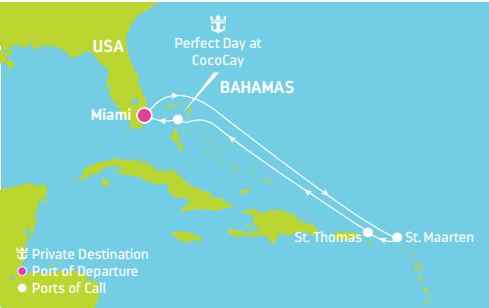 USA
Perfect Day at
CocoCay
BAHAMAS
Miami
St. Thomas
St. Maarten
Private Destination
Port of Departure
Ports of Call